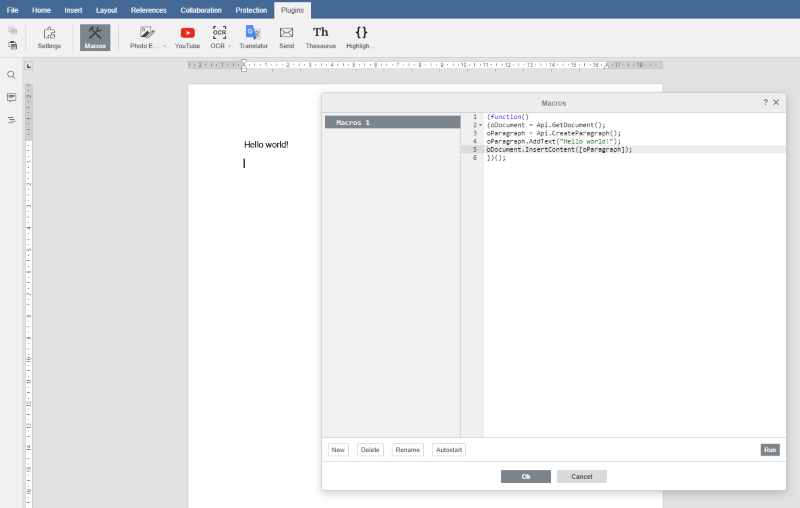 File Home Insert Layout References Collaboration Protection Plugins
Settings Macros Photo E... YouTube OCR Translator Send Thesaurus Highligh...
Hello world!
Macros
Macros 1
1 (function()
2 {oDocument = Api.GetDocument();
3 oParagraph = Api.CreateParagraph();
4 oParagraph.AddText("Hello world!");
5 oDocument.InsertContent([oParagraph]);
6 })();
New Delete Rename Autostart Run
Ok Cancel